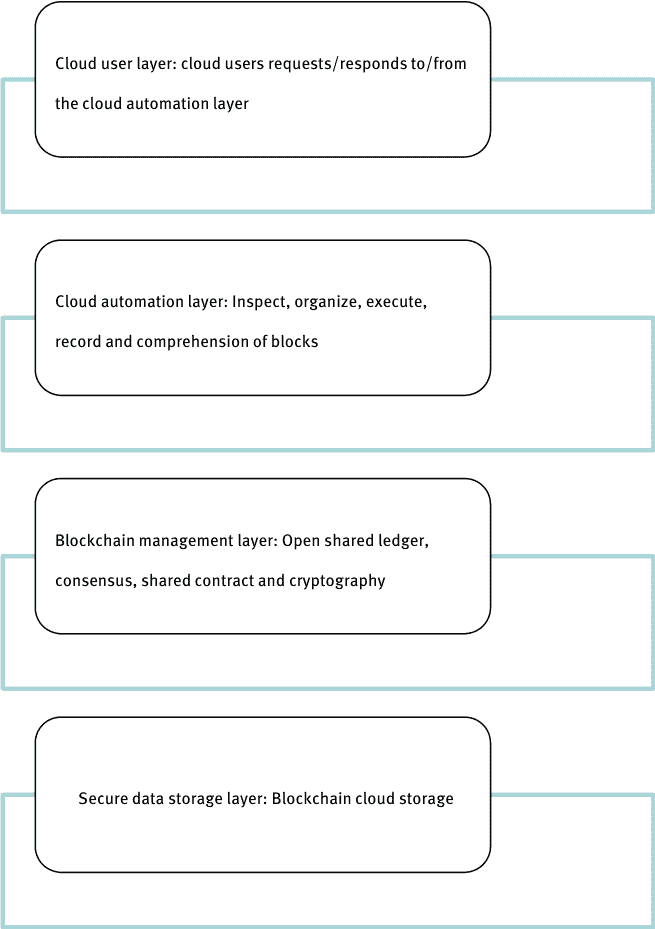 Cloud user layer: cloud users requests/responds to/from
the cloud automation layer
Cloud automation layer: Inspect, organize, execute,
record and comprehension of blocks
Blockchain management layer: Open shared ledger,
consensus, shared contract and cryptography
Secure data storage layer: Blockchain cloud storage